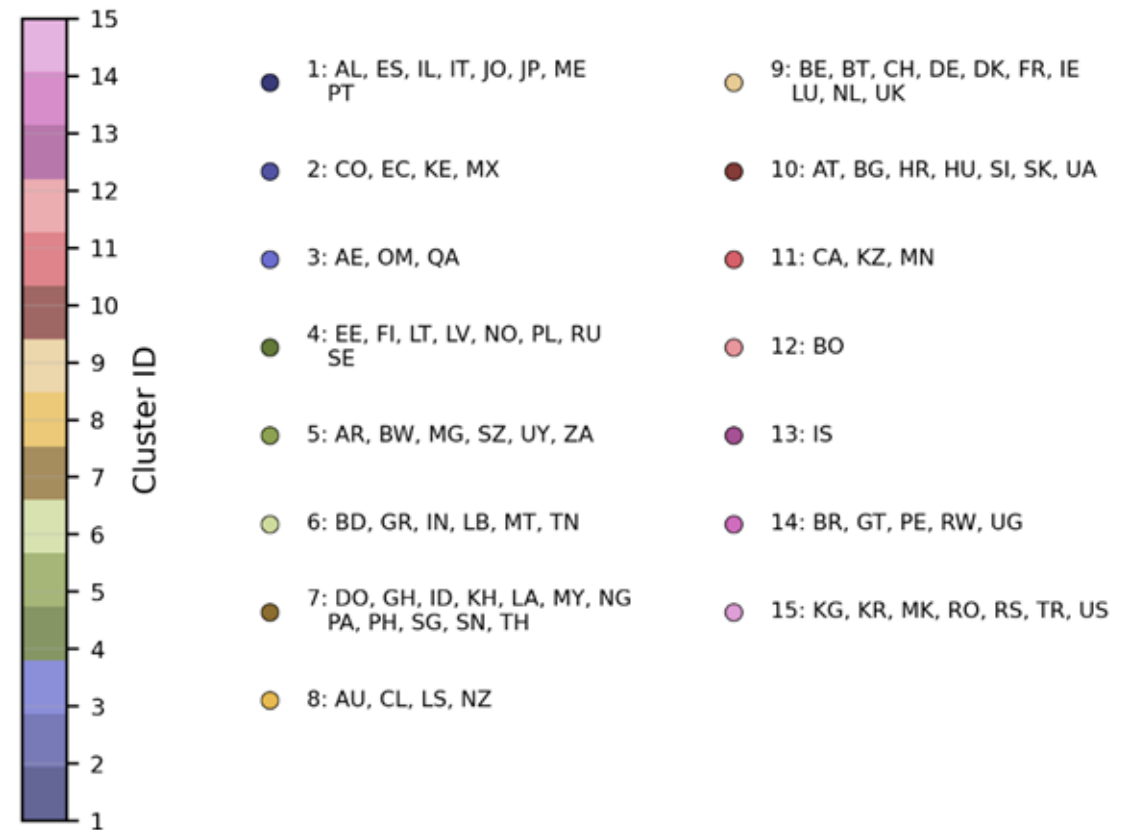 15
14
13
12
11
10
9
8
7
6
5
4
3
2
1
Cluster ID
1: AL, ES, IL, IT, JO, JP, ME
PT
2: CO, EC, KE, MX
3: AE, OM, QA
4: EE, FI, LT, LV, NO, PL, RU
SE
5: AR, BW, MG, SZ, UY, ZA
6: BD, GR, IN, LB, MT, TN
7: DO, GH, ID, KH, LA, MY, NG
PA, PH, SG, SN, TH
8: AU, CL, LS, NZ
9: BE, BT, CH, DE, DK, FR, IE
LU, NL, UK
10: AT, BG, HR, HU, SI, SK, UA
11: CA, KZ, MN
12: BO
13: IS
14: BR, GT, PE, RW, UG
15: KG, KR, MK, RO, RS, TR, US